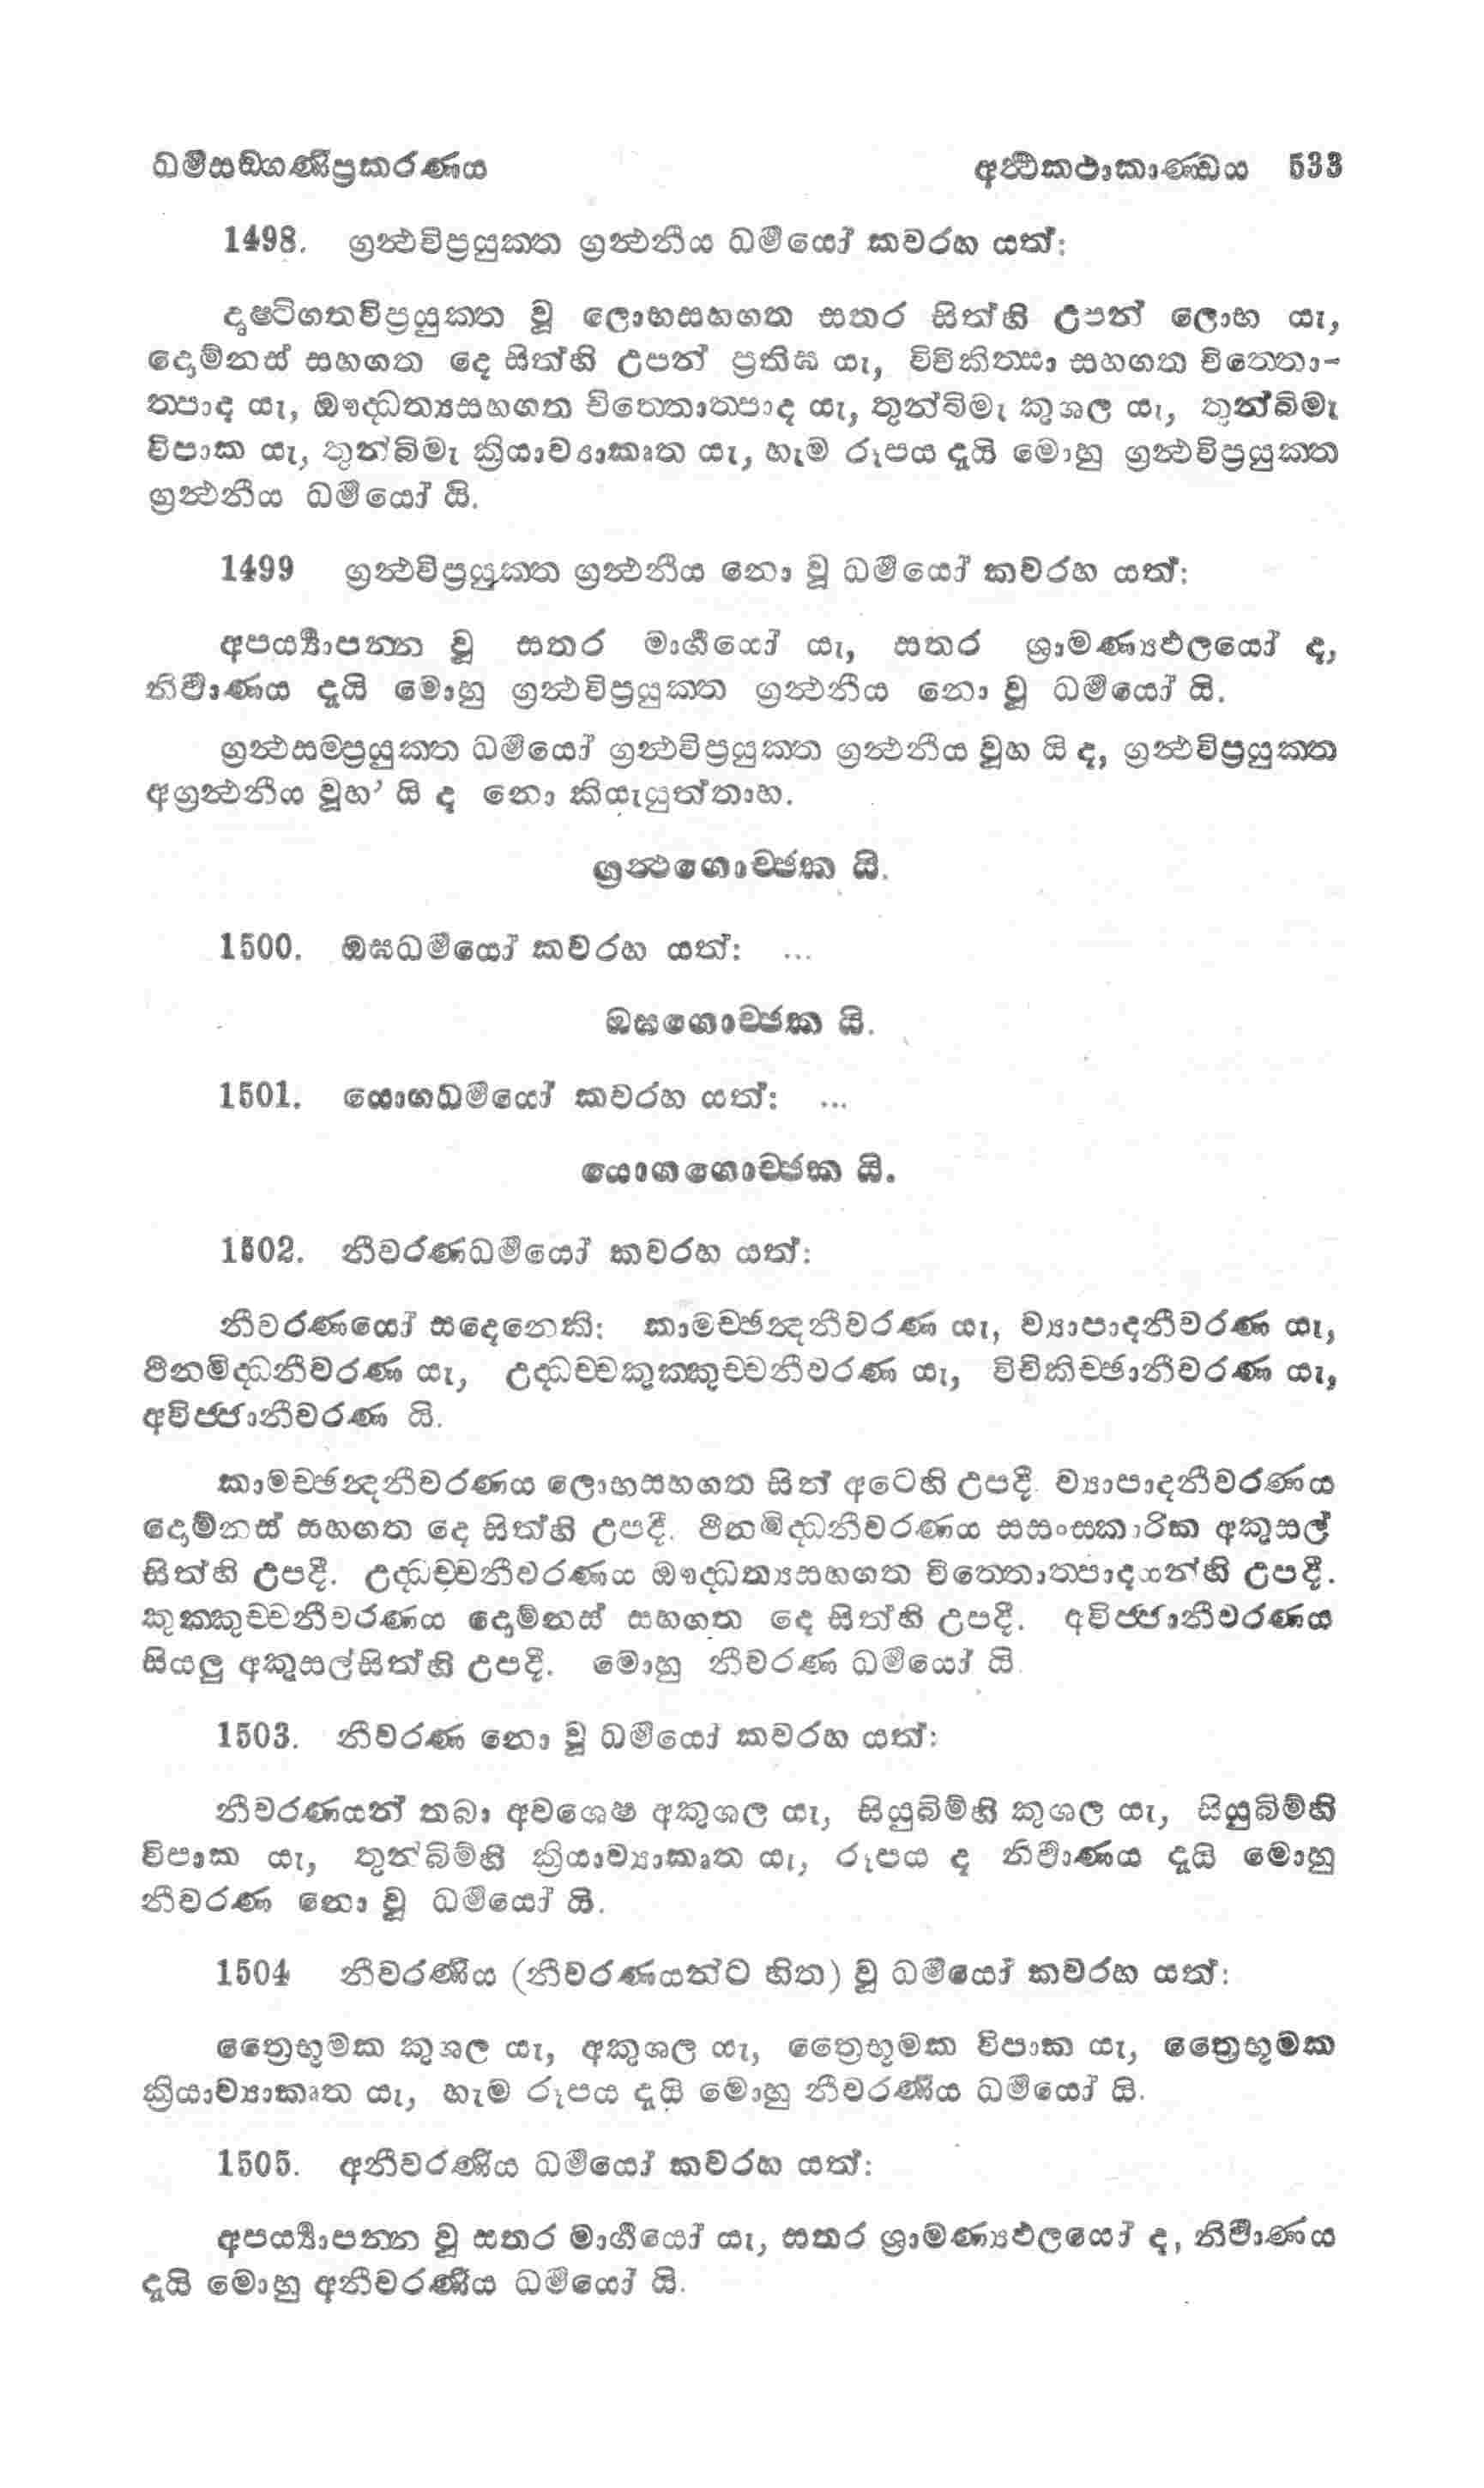 ධර්මසඞ්ගණිප්‍රකරණය අර්ත්‍ථකථාකාණ්ඩය 533
1498. ග්‍රන්‍ථවිප්‍රයුක්ත ග්‍රන්‍ථනීය ධර්මයෝ කවරහ යත්:
දෘෂ්ටිගතවිප්‍රයුක්ත වූ ලොභසහගත සතර සිත්හි උපන් ලොභ යැ,
දොම්නස් සහගත දෙ සිත්හි උපන් ප්‍රතිඝ යැ, විචිකිත්සා සහගත චිත්තො-
ත්පාද යැ, ඖද්ධත්‍යසහගත චිත්තොත්පාද යැ, තුන්බිමැ කුශල යැ, තුන්බිමැ
විපාක යැ, තුන්බිමැ ක්‍රියාව්‍යාකෘත යැ, හැම රූපය දැයි මොහු ග්‍රන්‍ථවිප්‍රයුක්ත
ග්‍රන්‍ථනීය ධර්මයෝ යි.
1499 ග්‍රන්‍ථවිප්‍රයුක්ත ග්‍රන්‍ථනීය නො වූ ධර්මයෝ කවරහ යත්:
අපර්‍ය්‍යාපන්න වූ සතර මාර්ගයෝ යැ, සතර ශ්‍රාමණ්‍යඵලයෝ ද,
නිර්වාණය දැයි මොහු ග්‍රන්‍ථවිප්‍රයුක්ත ග්‍රන්‍ථනීය නො වූ ධර්මයෝ යි.
ග්‍රන්‍ථසම්ප්‍රයුක්ත ධර්මයෝ ග්‍රන්‍ථවිප්‍රයුක්ත ග්‍රන්‍ථනීය වූහ යි ද, ග්‍රන්‍ථවිප්‍රයුක්ත
අග්‍රන්‍ථනීය වූහ' යි ද නො කියැයුත්තාහ.
ග්‍රන්‍ථගොච්ඡක යි.
1500. ඔඝධර්මයෝ කවරහ යත්: ...
ඔඝගොච්ඡක යි.
1501. යොගධර්මයෝ කවරහ යත්: ...
යොගගොච්ඡක යි.
1502. නීවරණධර්මයෝ කවරහ යත්:
නීවරණයෝ සදෙනෙකි: කාමච්ඡන්දනීවරණ යැ, ව්‍යාපාදනීවරණ යැ,
ථීනමිද්ධනීවරණ යැ, උද්ධච්චකුක්කුච්චනීවරණ යැ, විචිකිච්ඡානීවරණ යැ,
අවිජ්ජානීවරණ යි.
කාමච්ඡන්දනීවරණය ලොභසහගත සිත් අටෙහි උපදී. ව්‍යාපාදනීවරණය
දොම්නස් සහගත දෙ සිත්හි උපදී. ථීනමිද්ධනීවරණය සසංස්කාරික අකුසල්
සිත්හි උපදී. උද්ධච්චනීවරණය ඖද්ධත්‍යසහගත චිත්තොත්පාදයන්හි උපදී.
කුක්කුච්චනීවරණය දොම්නස් සහගත දෙ සිත්හි උපදී. අවිජ්ජානීවරණය
සියලු අකුසල්සිත්හි උපදී. මොහු නීවරණ ධර්මයෝ යි.
1503. නීවරණ නො වූ ධර්මයෝ කවරහ යත්:
නීවරණයන් තබා අවශෙෂ අකුශල යැ, සියුබිම්හි කුශල යැ, සියුබිම්හි
විපාක යැ, තුන්බිම්හි ක්‍රියාව්‍යාකෘත යැ, රූපය ද නිර්වාණය දැයි මොහු
නීවරණ නො වූ ධර්මයෝ යි.
1504 නීවරණීය (නීවරණයන්ට හිත) වූ ධර්මයෝ කවරහ යත්:
ත්‍රෛභූමක කුශල යැ, අකුශල යැ, ත්‍රෛභූමක විපාක යැ, ත්‍රෛභූමක
ක්‍රියාව්‍යාකෘත යැ, හැම රූපය දැයි මොහු නීවරණීය ධර්මයෝ යි.
1505. අනීවරණීය ධර්මයෝ කවරහ යත්:
අපර්‍ය්‍යාපන්න වූ සතර මාර්ගයෝ යැ, සතර ශ්‍රාමණ්‍යඵලයෝ ද, නිර්වාණය
දැයි මොහු අනීවරණීය ධර්මයෝ යි.